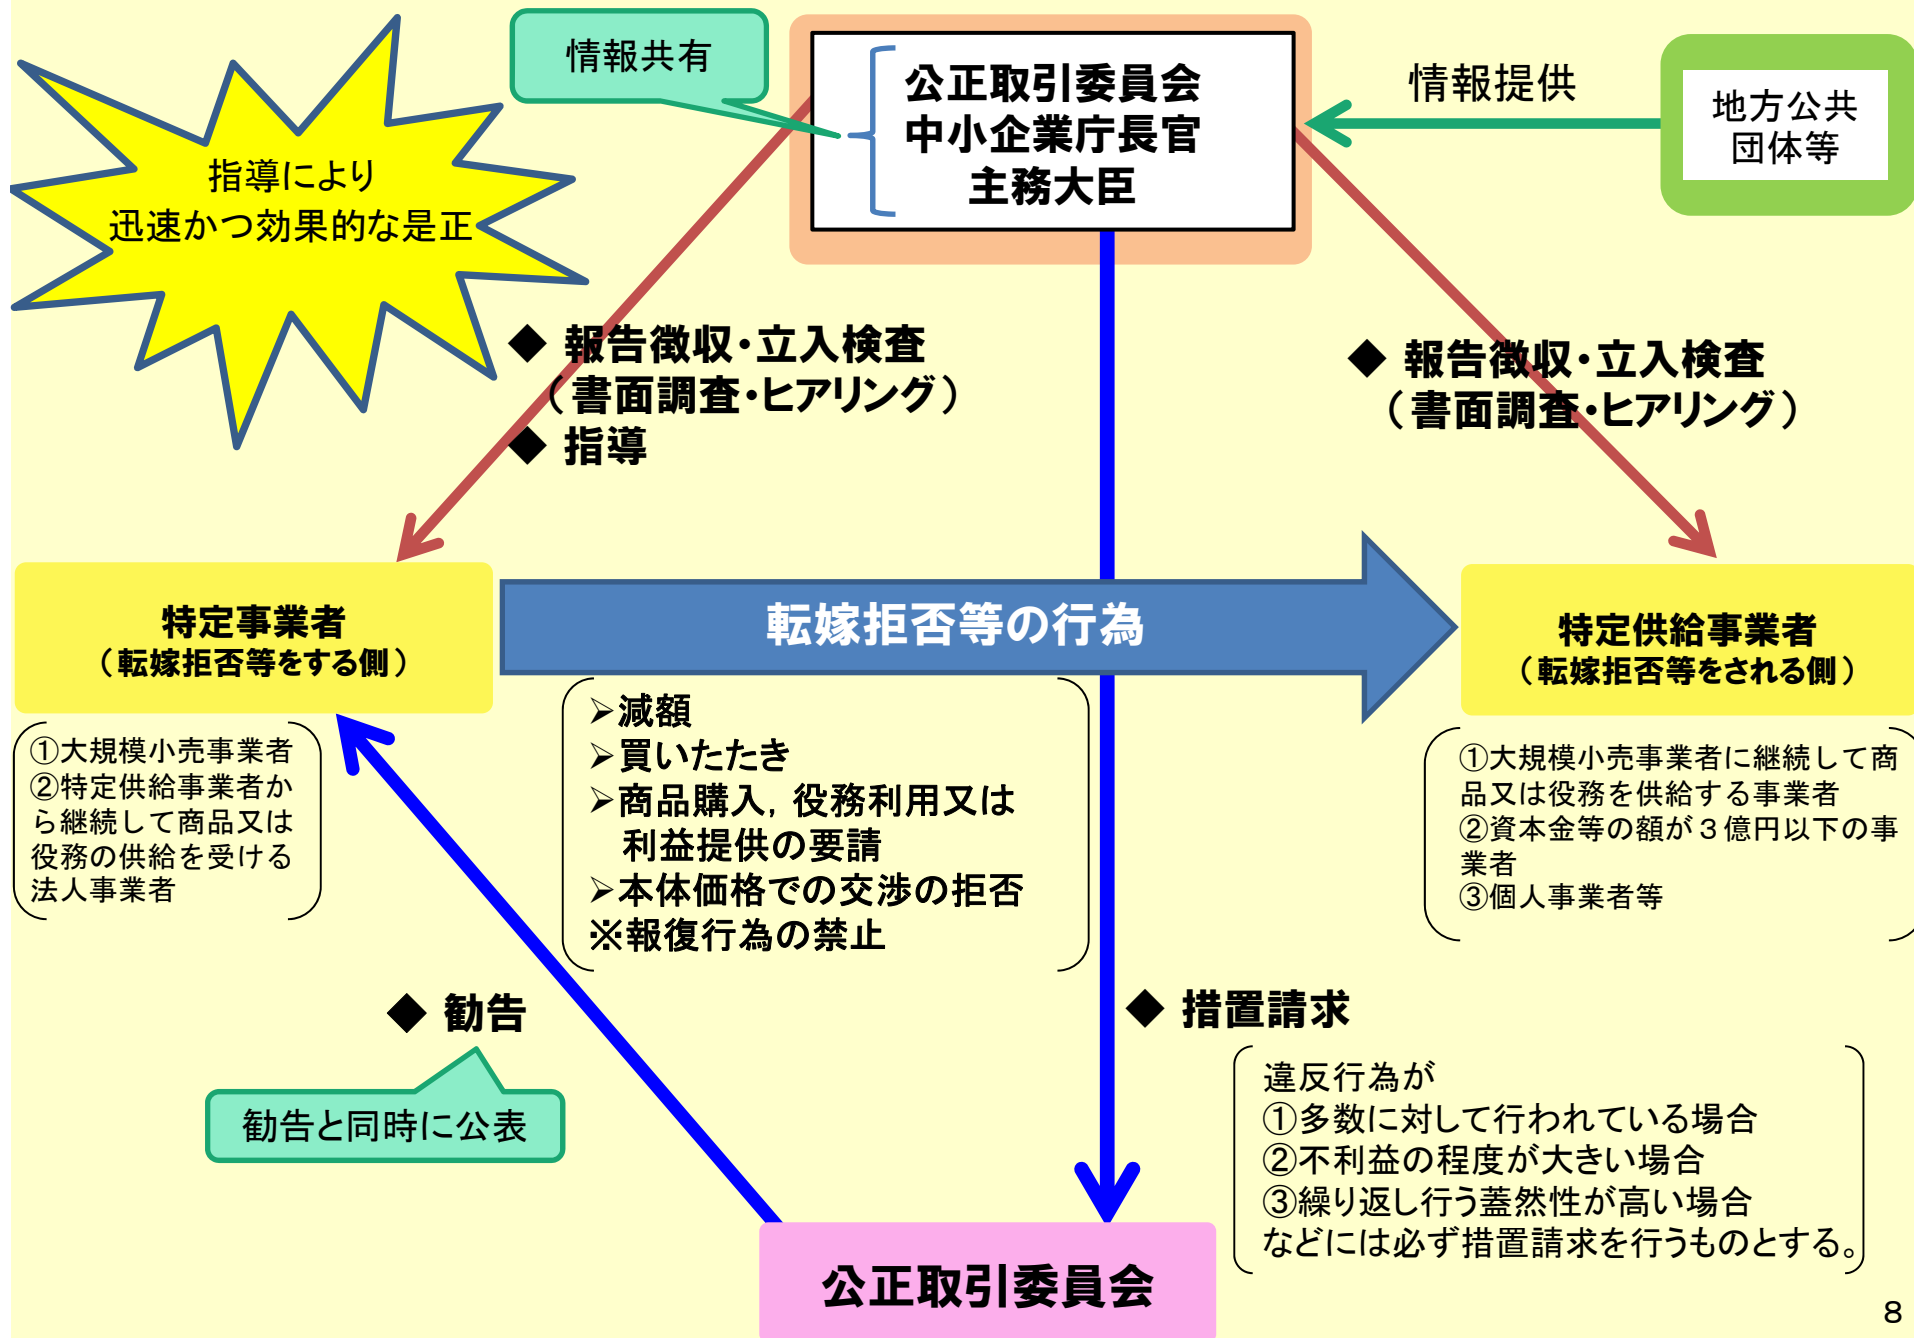 情報共有
公正取引委員会
中小企業庁長官
主務大臣
情報提供
地方公共
団体等
指導により
迅速かつ効果的な是正
◆ 報告徴収・立入検査
（書面調査・ヒアリング）
◆ 指導
◆ 報告徴収・立入検査
（書面調査・ヒアリング）
特定事業者
（転嫁拒否等をする側）
転嫁拒否等の行為
特定供給事業者
（転嫁拒否等をされる側）
①大規模小売事業者
②特定供給事業者か
ら継続して商品又は
役務の供給を受ける
法人事業者
➢減額
➢買いたたき
➢商品購入，役務利用又は
利益提供の要請
➢本体価格での交渉の拒否
※報復行為の禁止
①大規模小売事業者に継続して商
品又は役務を供給する事業者
②資本金等の額が３億円以下の事
業者
③個人事業者等
◆ 勧告
勧告と同時に公表
◆ 措置請求
違反行為が
①多数に対して行われている場合
②不利益の程度が大きい場合
③繰り返し行う蓋然性が高い場合
などには必ず措置請求を行うものとする。
公正取引委員会
8